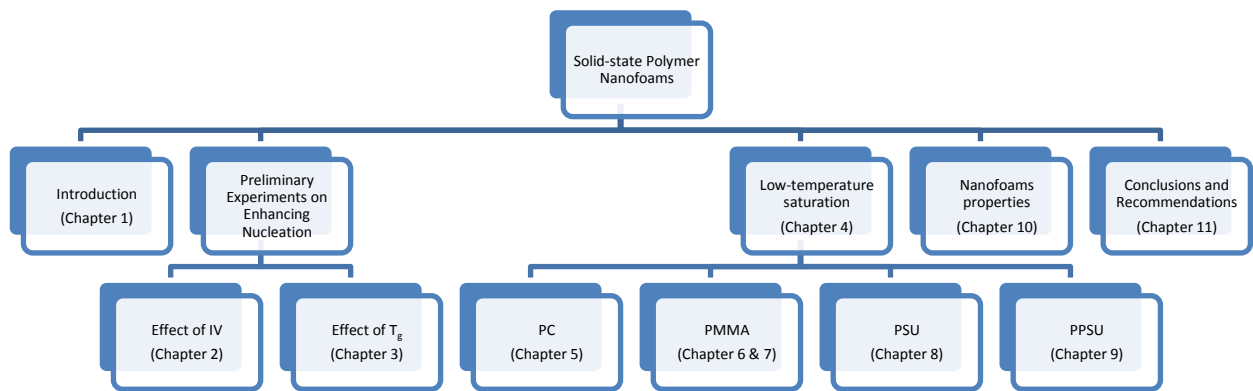 Solid-state Polymer
Nanofoams
Introduction
(Chapter 1)
Preliminary
Experiments on
Enhancing
Nucleation
Low-temperature
saturation
(Chapter 4)
Nanofoams
properties
(Chapter 10)
Conclusions and
Recommendations
(Chapter 11)
Effect of IV
(Chapter 2)
Effect of Tg
(Chapter 3)
PC
(Chapter 5)
PMMA
(Chapter 6 & 7)
PSU
(Chapter 8)
PPSU
(Chapter 9)